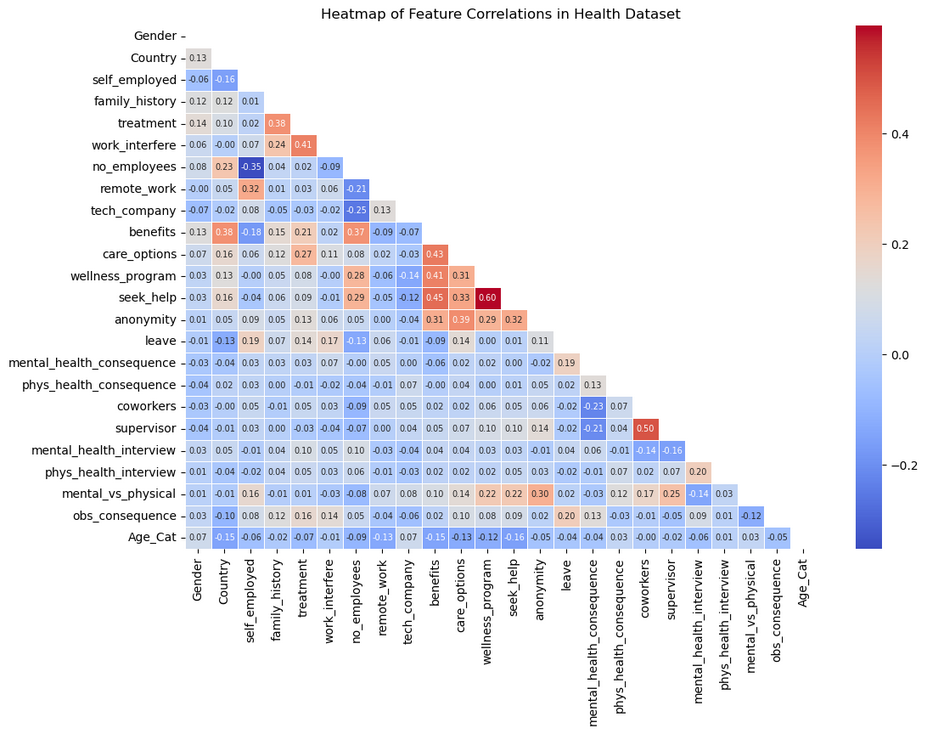 Heatmap of Feature Correlations in Health Dataset
Gender
Country 0.13
self_employed -0.06 -0.16
family_history 0.12 0.12 0.01
treatment 0.14 0.10 0.02 0.38
work_interfere 0.06 -0.00 0.07 0.24 0.41
no_employees 0.08 0.23 -0.35 0.04 0.02 -0.09
remote_work -0.00 0.05 0.32 0.01 0.03 0.06 -0.21
tech_company -0.07 -0.02 0.08 -0.05 -0.03 -0.02 -0.25 0.13
benefits 0.13 0.38 -0.18 0.15 0.21 0.02 0.37 -0.09 -0.07
care_options 0.07 0.16 0.06 0.12 0.27 0.11 0.08 0.02 -0.03 0.43
wellness_program 0.03 0.13 -0.00 0.05 0.08 -0.00 0.28 -0.06 -0.14 0.41 0.31
seek_help 0.03 0.16 -0.04 0.06 0.09 -0.01 0.29 -0.05 -0.12 0.45 0.33 0.60
anonymity 0.01 0.05 0.09 0.05 0.13 0.06 0.05 0.00 -0.04 0.31 0.39 0.29 0.32
leave -0.01 -0.13 0.19 0.07 0.14 0.17 -0.13 0.06 -0.01 -0.09 0.14 0.00 0.01 0.11
mental_health_consequence -0.03 -0.04 0.03 0.03 0.03 0.07 -0.05 0.00 -0.00 -0.06 0.02 0.02 0.00 -0.02 0.19
phys_health_consequence -0.04 0.02 0.03 -0.00 -0.01 -0.02 -0.04 -0.01 0.07 -0.00 0.04 0.00 0.01 0.05 0.02 0.13
coworkers -0.03 -0.00 0.05 -0.01 0.05 0.03 -0.09 0.05 0.05 0.02 0.02 0.06 0.05 0.06 -0.02 -0.23 0.07
supervisor -0.04 -0.01 0.03 0.00 -0.03 -0.04 -0.07 0.00 0.04 0.05 0.07 0.10 0.10 0.14 -0.02 -0.21 0.04 0.50
mental_health_interview 0.03 0.05 -0.01 0.04 0.10 0.05 0.10 -0.03 -0.04 0.04 0.04 0.03 0.03 -0.01 0.04 0.06 -0.01 -0.14 -0.16
phys_health_interview 0.01 -0.04 -0.02 0.04 0.05 0.03 0.06 -0.01 -0.03 0.02 0.02 0.02 0.05 0.03 -0.02 -0.01 0.07 0.02 0.07 0.20
mental_vs_physical 0.01 -0.01 0.16 -0.01 0.01 -0.03 -0.08 0.07 0.08 0.10 0.14 0.22 0.22 0.30 0.02 -0.03 0.12 0.17 0.25 -0.14 0.03
obs_consequence 0.03 -0.10 0.08 0.12 0.16 0.14 0.05 -0.04 -0.06 0.04 0.10 0.08 0.09 0.02 0.20 0.13 -0.03 -0.01 -0.05 0.09 0.01 -0.12
Age_Cat 0.07 -0.15 -0.06 -0.02 -0.07 -0.01 -0.09 -0.13 0.07 -0.15 -0.13 -0.12 -0.16 -0.05 -0.04 -0.04 0.03 -0.00 -0.02 -0.06 0.01 0.03 -0.05
Gender
Country
self_employed
family_history
treatment
work_interfere
no_employees
remote_work
tech_company
benefits
care_options
wellness_program
seek_help
anonymity
leave
mental_health_consequence
phys_health_consequence
coworkers
supervisor
mental_health_interview
phys_health_interview
mental_vs_physical
obs_consequence
Age_Cat
0.4
0.2
0.0
−0.2